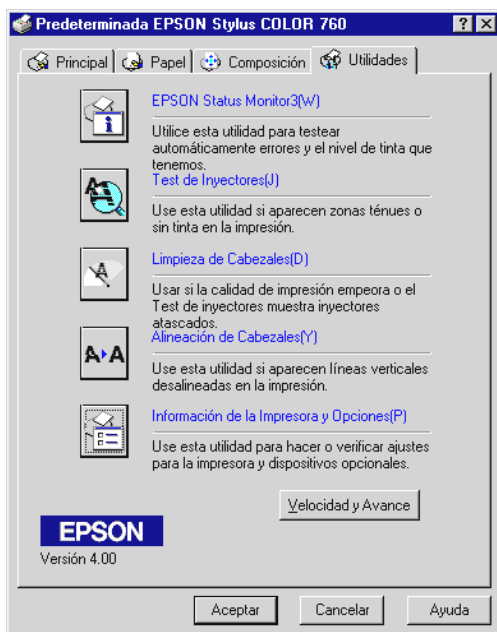 Predeterminada EPSON Stylus COLOR 760
Principal Papel Composición Utilidades
EPSON Status Monitor3(W)
Utilice esta utilidad para testear
automáticamente errores y el nivel de tinta que
tenemos.
Test de Inyectores(J)
Use esta utilidad si aparecen zonas ténues o
sin tinta en la impresión.
Limpieza de Cabezales(D)
Usar si la calidad de impresión empeora o el
Test de inyectores muestra inyectores
atascados.
Alineación de Cabezales(Y)
Use esta utilidad si aparecen líneas verticales
desalineadas en la impresión.
Información de la Impresora y Opciones(P)
Use esta utilidad para hacer o verificar ajustes
para la impresora y dispositivos opcionales.
Velocidad y Avance
EPSON
Versión 4.00
Aceptar Cancelar Ayuda